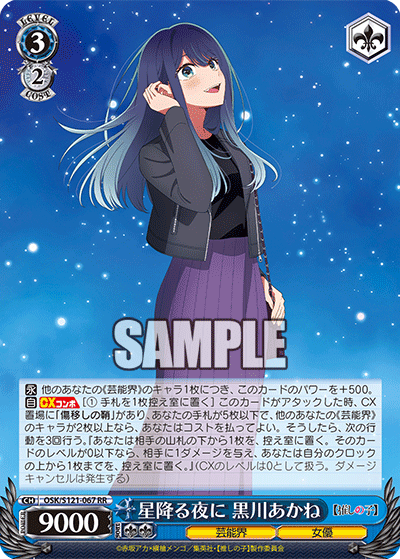 LEVEL
3
2
COST
SAMPLE
永 他のあなたの《芸能界》のキャラ1枚につき、このカードのパワーを+500。
自 CXコンボ [① 手札を1枚控え室に置く] このカードがアタックした時、CX
置場に「傷移しの鞘」があり、あなたの手札が5枚以下で、他のあなたの《芸能界》
のキャラが2枚以上なら、あなたはコストを払ってよい。そうしたら、次の行
動を3回行う。『あなたは相手の山札の下から1枚を、控え室に置く。そのカー
ドのレベルが0以下なら、相手に1ダメージを与え、あなたは自分のクロック
の上から1枚までを、控え室に置く。』(CXのレベルは0として扱う。ダメージ
キャンセルは発生する)
CH
OSK/S121-067 RR
POWER
9000
星降る夜に 黒川あかね
【推しの子】
芸能界
女優
©赤坂アカ×横槍メンゴ/集英社・【推しの子】製作委員会